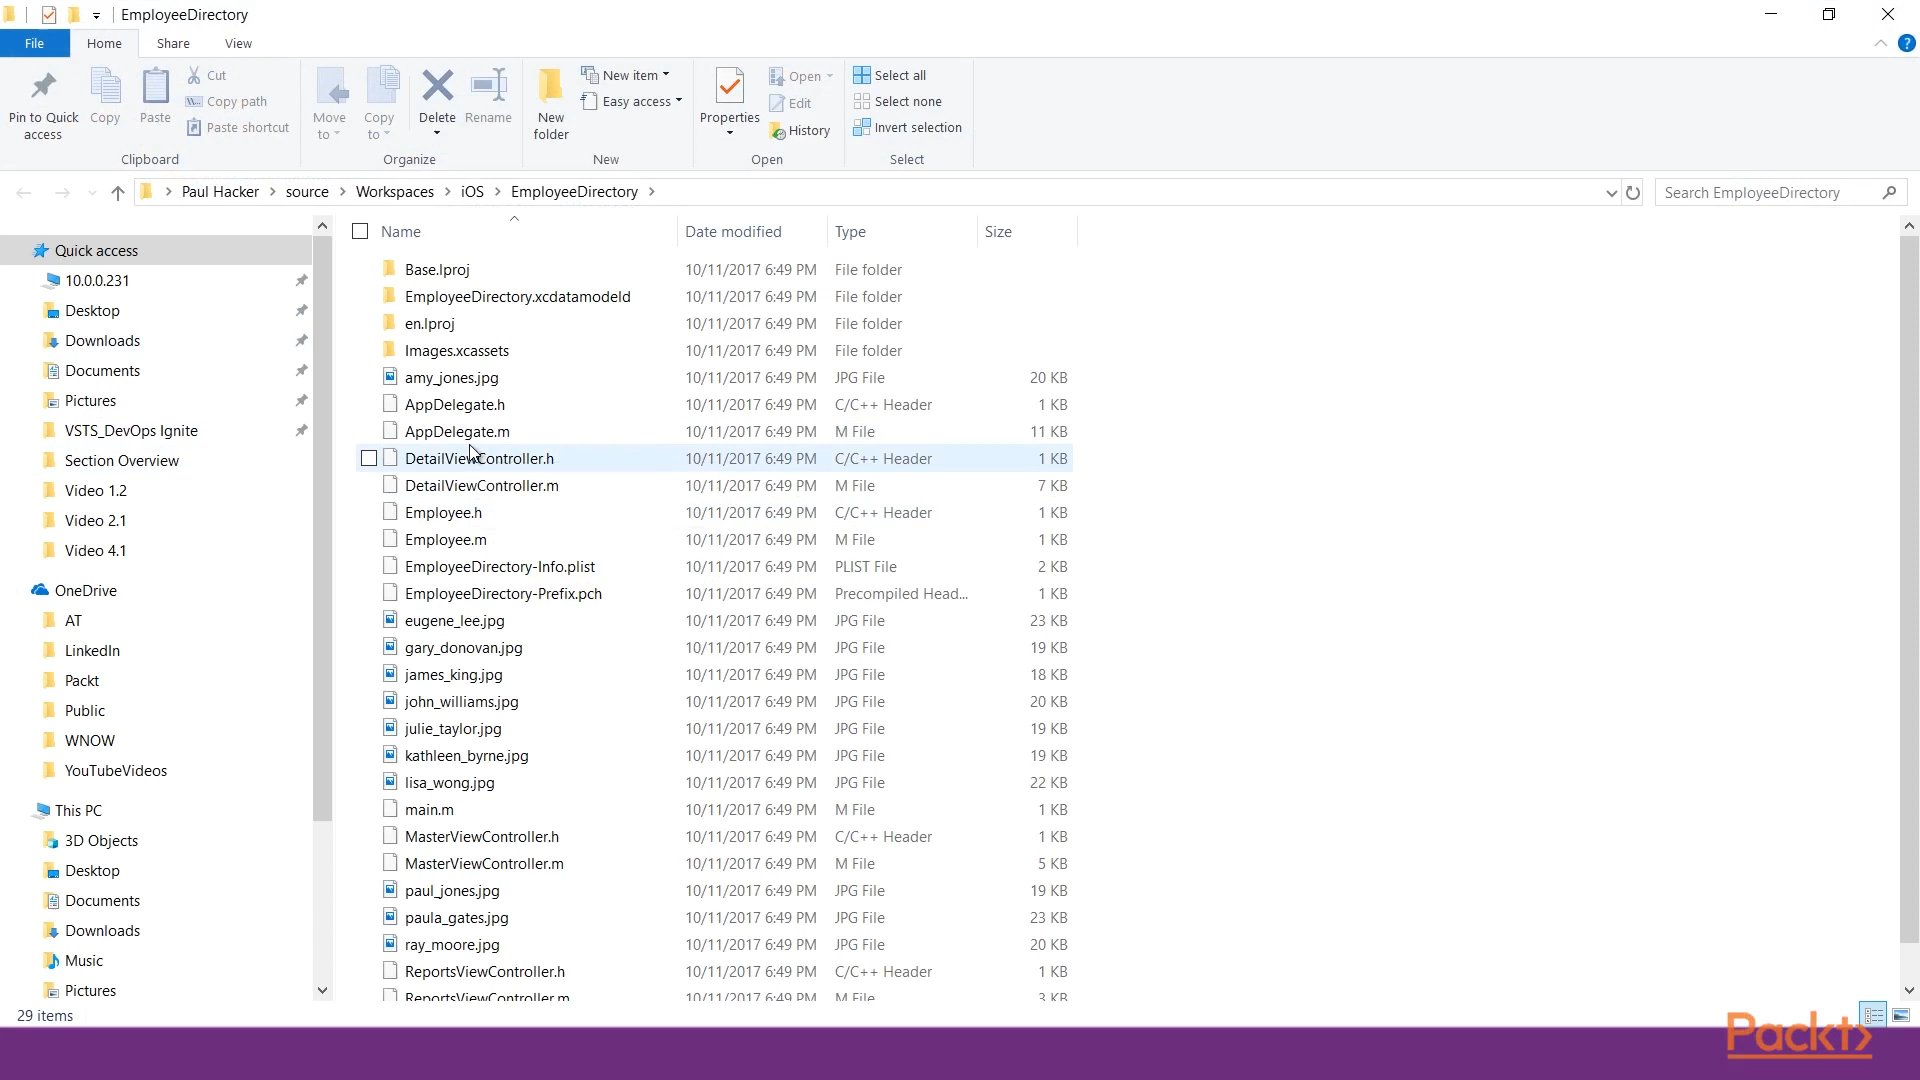 EmployeeDirectory
File Home Share View
Pin to Quick access
Copy
Paste
Cut
Copy path
Paste shortcut
Clipboard
Move to
Copy to
Delete
Rename
Organize
New folder
New item
Easy access
New
Properties
Open
Edit
History
Open
Select all
Select none
Invert selection
Select
Paul Hacker source Workspaces iOS EmployeeDirectory
Search EmployeeDirectory
Quick access
10.0.0.231
Desktop
Downloads
Documents
Pictures
VSTS_DevOps Ignite
Section Overview
Video 1.2
Video 2.1
Video 4.1
OneDrive
AT
LinkedIn
Packt
Public
WNOW
YouTubeVideos
This PC
3D Objects
Desktop
Documents
Downloads
Music
Pictures
Name Date modified Type Size
Base.lproj 10/11/2017 6:49 PM File folder
EmployeeDirectory.xcdatamodeld 10/11/2017 6:49 PM File folder
en.lproj 10/11/2017 6:49 PM File folder
Images.xcassets 10/11/2017 6:49 PM File folder
amy_jones.jpg 10/11/2017 6:49 PM JPG File 20 KB
AppDelegate.h 10/11/2017 6:49 PM C/C++ Header 1 KB
AppDelegate.m 10/11/2017 6:49 PM M File 11 KB
DetailViewController.h 10/11/2017 6:49 PM C/C++ Header 1 KB
DetailViewController.m 10/11/2017 6:49 PM M File 7 KB
Employee.h 10/11/2017 6:49 PM C/C++ Header 1 KB
Employee.m 10/11/2017 6:49 PM M File 1 KB
EmployeeDirectory-Info.plist 10/11/2017 6:49 PM PLIST File 2 KB
EmployeeDirectory-Prefix.pch 10/11/2017 6:49 PM Precompiled Head... 1 KB
eugene_lee.jpg 10/11/2017 6:49 PM JPG File 23 KB
gary_donovan.jpg 10/11/2017 6:49 PM JPG File 19 KB
james_king.jpg 10/11/2017 6:49 PM JPG File 18 KB
john_williams.jpg 10/11/2017 6:49 PM JPG File 20 KB
julie_taylor.jpg 10/11/2017 6:49 PM JPG File 19 KB
kathleen_byrne.jpg 10/11/2017 6:49 PM JPG File 19 KB
lisa_wong.jpg 10/11/2017 6:49 PM JPG File 22 KB
main.m 10/11/2017 6:49 PM M File 1 KB
MasterViewController.h 10/11/2017 6:49 PM C/C++ Header 1 KB
MasterViewController.m 10/11/2017 6:49 PM M File 5 KB
paul_jones.jpg 10/11/2017 6:49 PM JPG File 19 KB
paula_gates.jpg 10/11/2017 6:49 PM JPG File 23 KB
ray_moore.jpg 10/11/2017 6:49 PM JPG File 20 KB
ReportsViewController.h 10/11/2017 6:49 PM C/C++ Header 1 KB
ReportsViewController.m 10/11/2017 6:49 PM M File 3 KB
29 items
Packt>